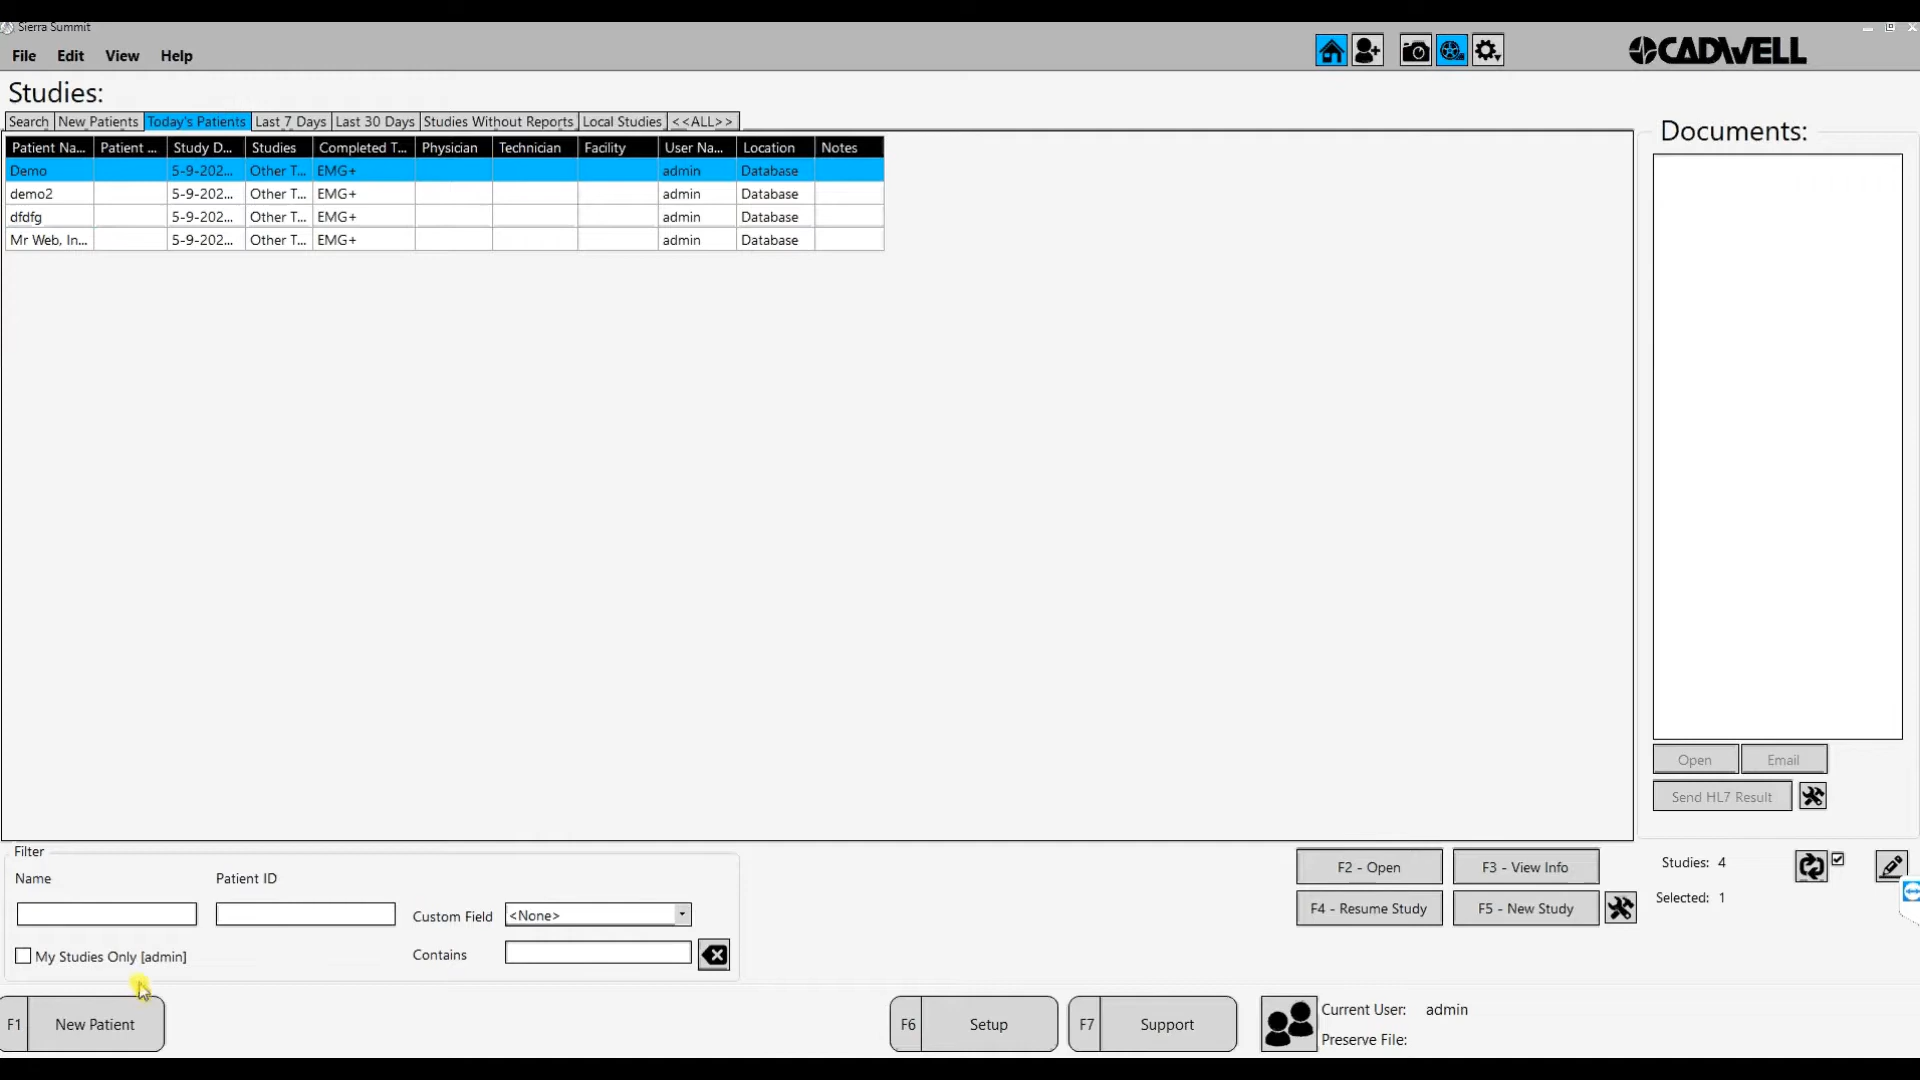 Sierra Summit
File Edit View Help
CADWELL
Studies:
Search New Patients Today's Patients Last 7 Days Last 30 Days Studies Without Reports Local Studies <<ALL>>
Documents:
Patient Na... Patient ... Study D... Studies Completed T... Physician Technician Facility User Na... Location Notes
Demo 5-9-202... Other T... EMG+ admin Database
demo2 5-9-202... Other T... EMG+ admin Database
dfdfg 5-9-202... Other T... EMG+ admin Database
Mr Web, In... 5-9-202... Other T... EMG+ admin Database
Open Email
Send HL7 Result
Filter
Name Patient ID
Custom Field <None>
My Studies Only [admin]
Contains
F2 - Open F3 - View Info
F4 - Resume Study F5 - New Study
Studies: 4
Selected: 1
F1 New Patient
F6 Setup
F7 Support
Current User: admin
Preserve File: